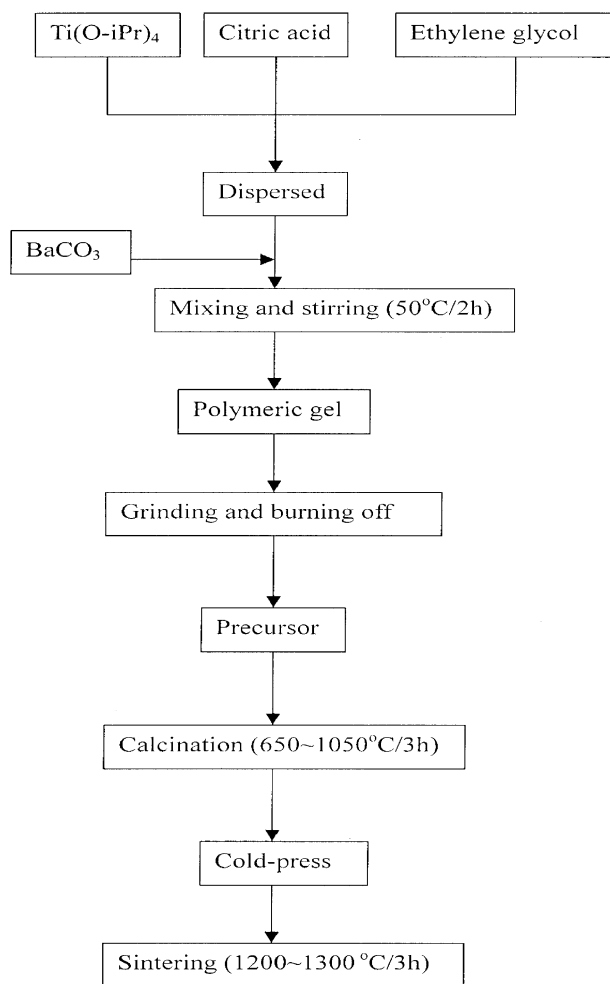 Ti(O-iPr)₄
Citric acid
Ethylene glycol
Dispersed
BaCO₃
Mixing and stirring (50°C/2h)
Polymeric gel
Grinding and burning off
Precursor
Calcination (650~1050°C/3h)
Cold-press
Sintering (1200~1300 °C/3h)